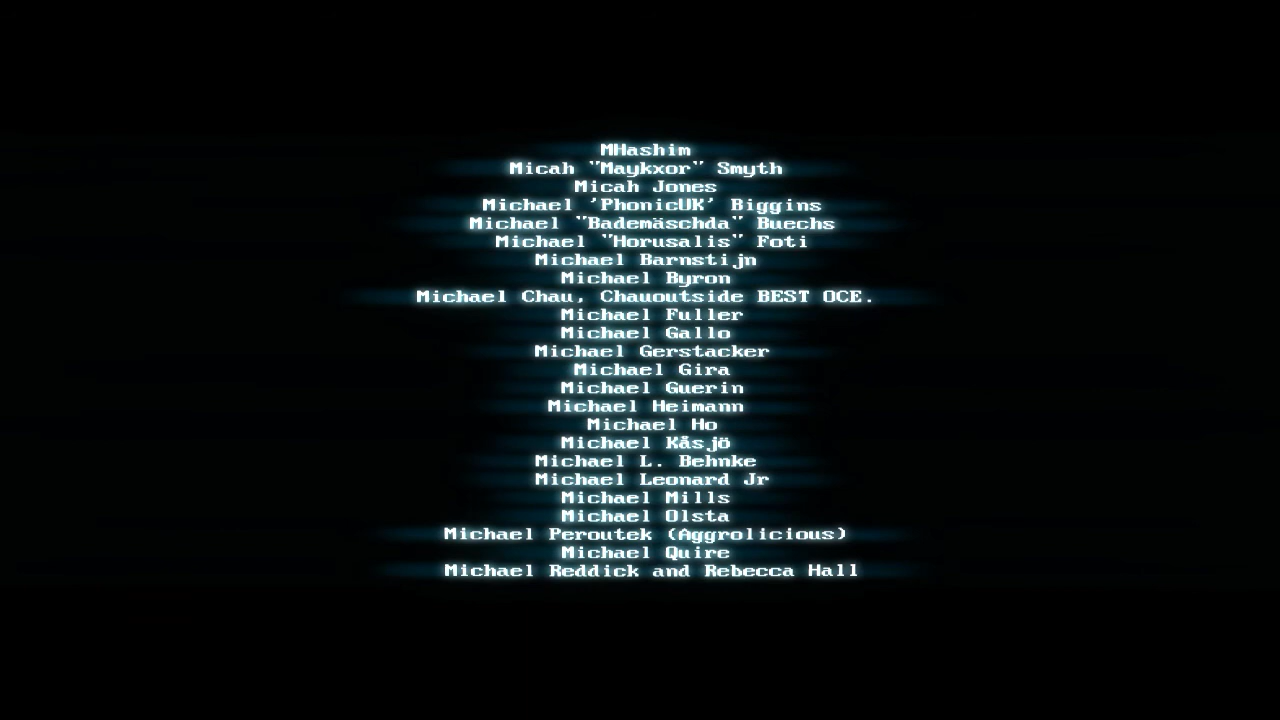 MHashim
Micah "Maykxor" Smyth
Micah Jones
Michael 'PhonicUK' Biggins
Michael "Bademäschda" Buechs
Michael "Horusalis" Foti
Michael Barnstijn
Michael Byron
Michael Chau, Chauoutside BEST OCE.
Michael Fuller
Michael Gallo
Michael Gerstacker
Michael Gira
Michael Guerin
Michael Heimann
Michael Ho
Michael Kåsjö
Michael L. Behnke
Michael Leonard Jr
Michael Mills
Michael Olsta
Michael Peroutek (Aggrolicious)
Michael Quire
Michael Reddick and Rebecca Hall